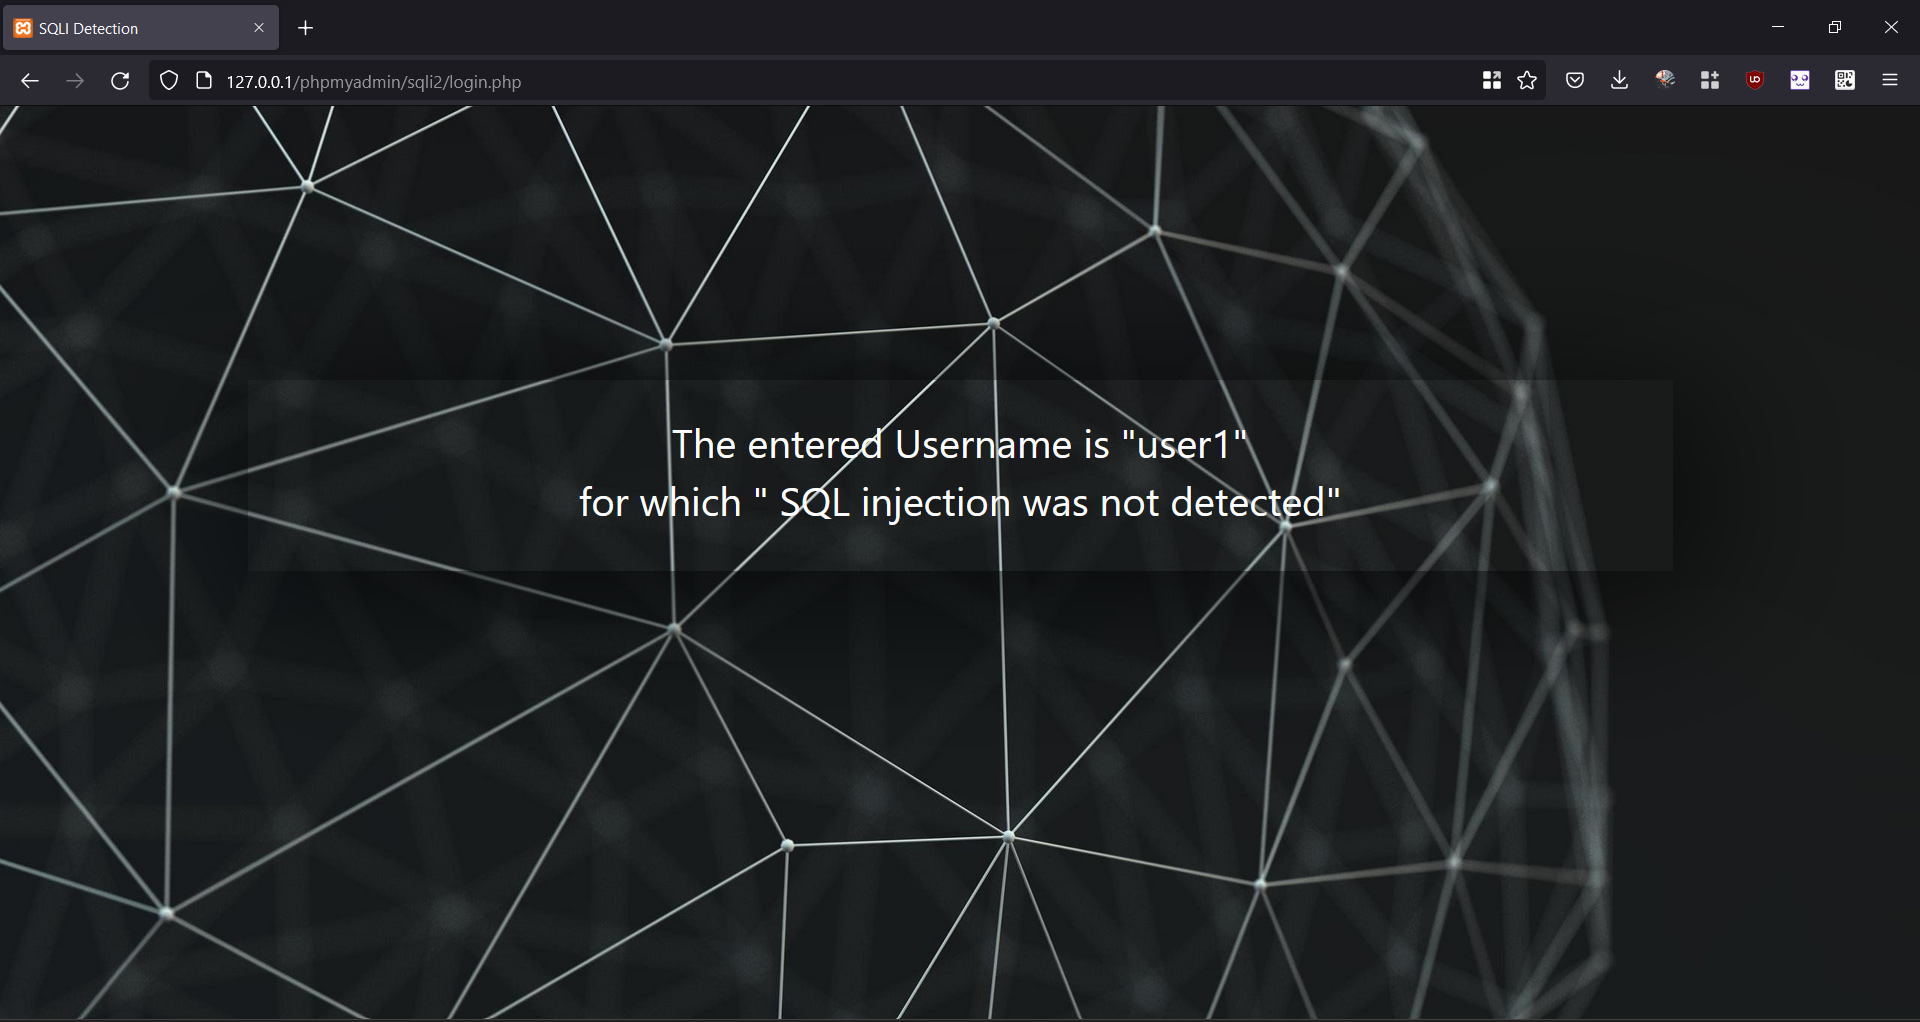 SQLI Detection
127.0.0.1/phpmyadmin/sqli2/login.php
The entered Username is "user1"
for which " SQL injection was not detected"